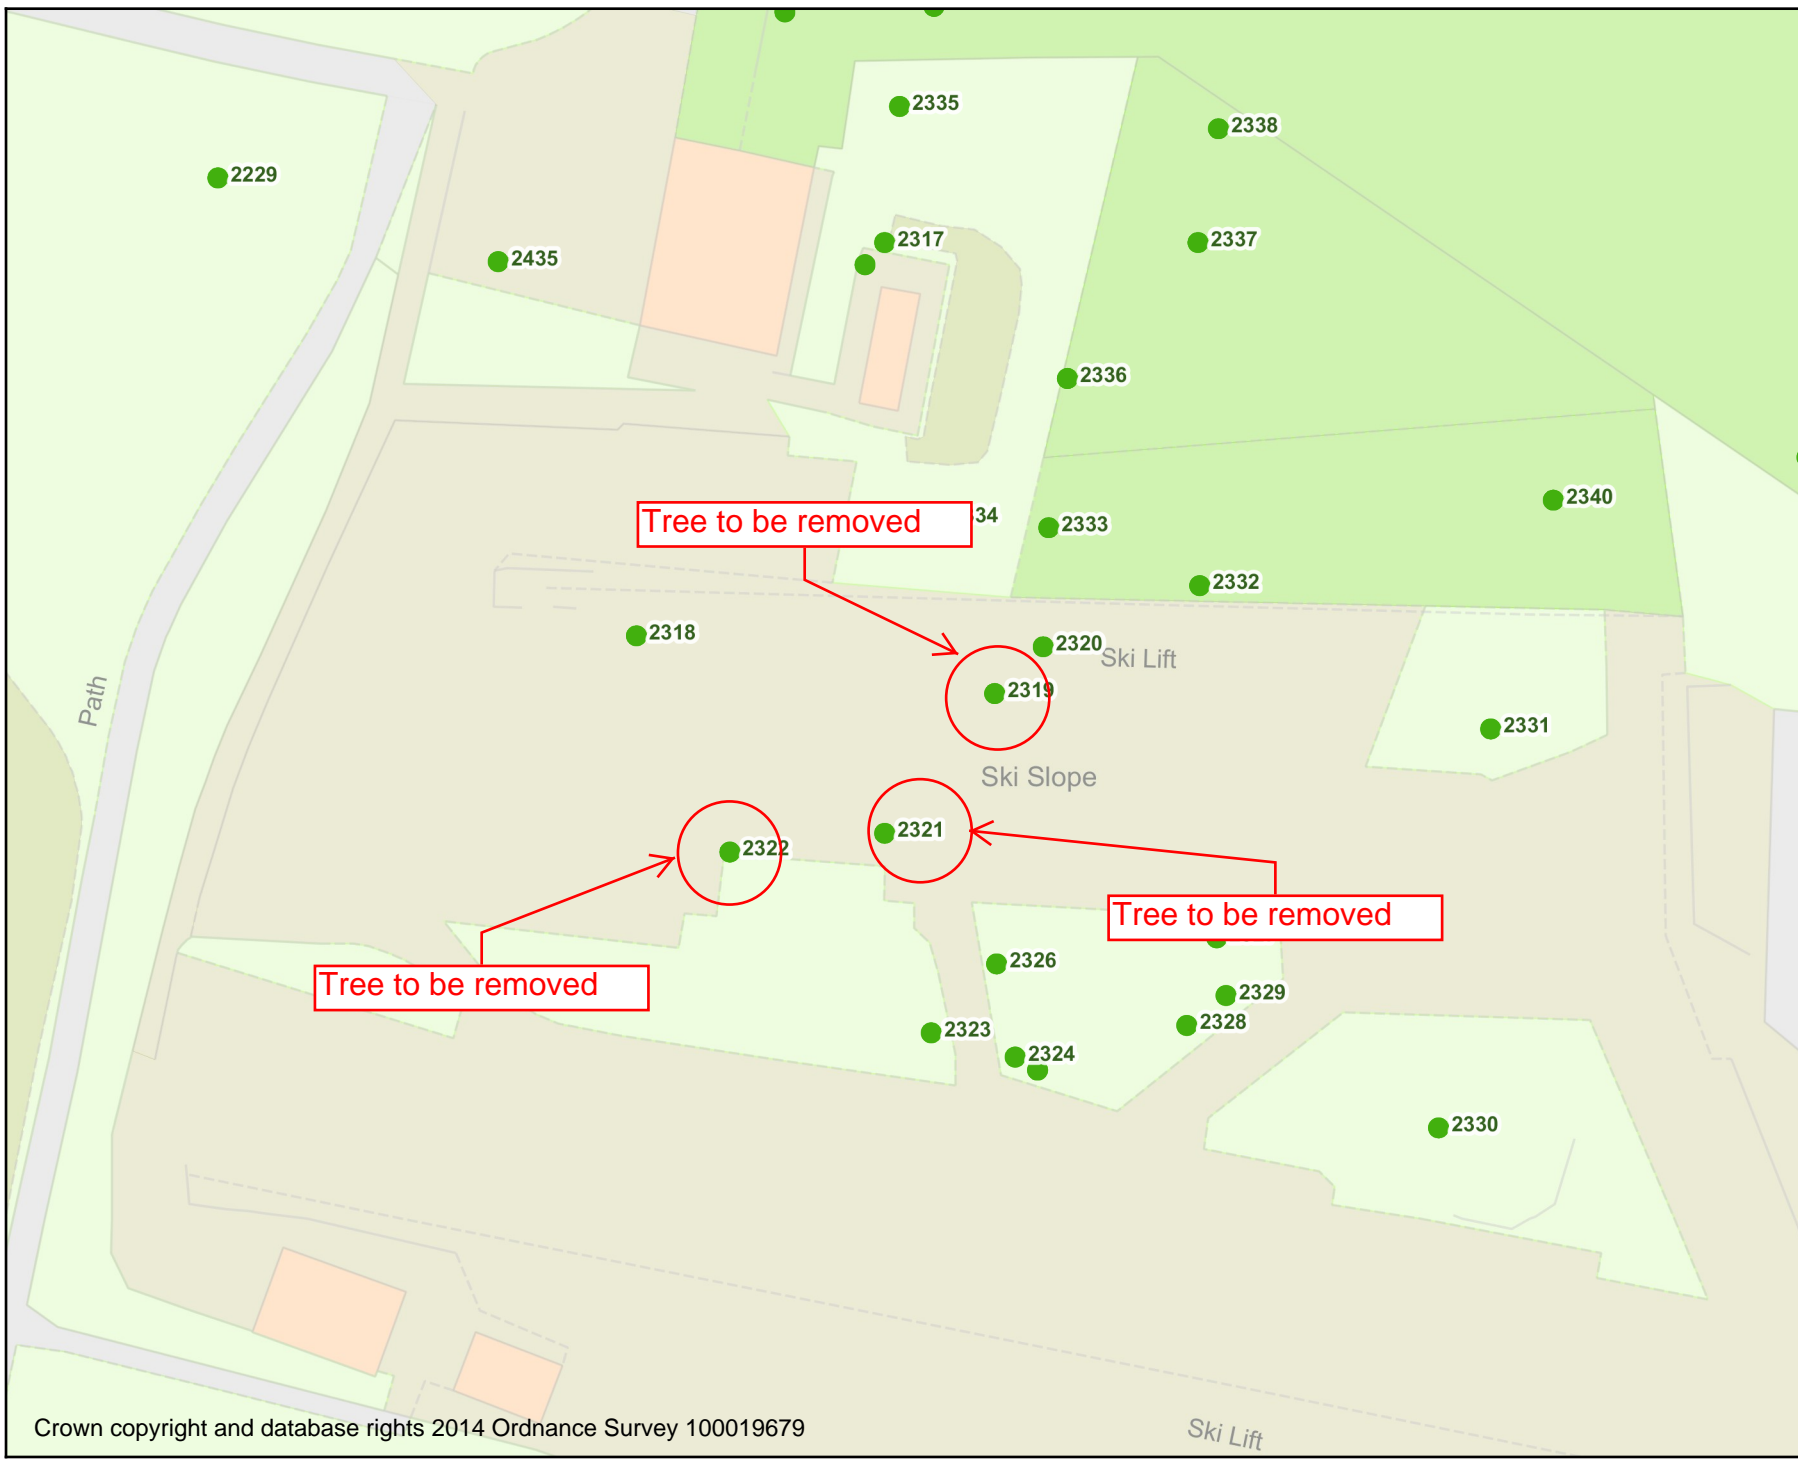 2335
2338
2229
2317
2337
2435
2336
2340
Tree to be removed
34
2333
2332
2318
2320
Ski Lift
2319
Path
2331
Ski Slope
2321
2322
Tree to be removed
2326
Tree to be removed
2329
2328
2323
2324
2330
Crown copyright and database rights 2014 Ordnance Survey 100019679
Ski Lift